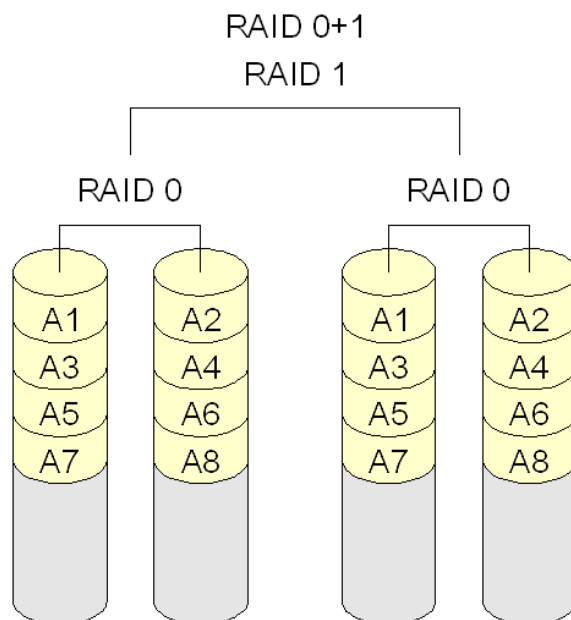 RAID 0+1
RAID 1
RAID 0 RAID 0
A1 A2 A1 A2
A3 A4 A3 A4
A5 A6 A5 A6
A7 A8 A7 A8